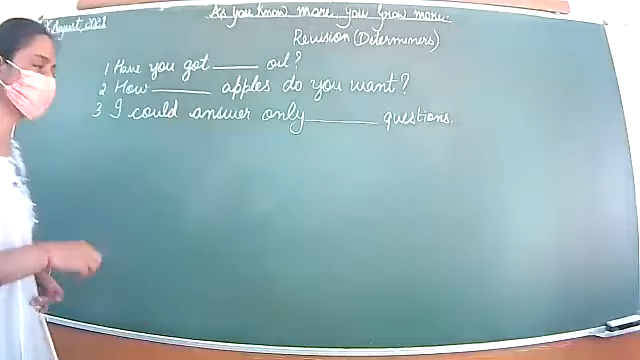 As you know more, you grow more.
August, 2021
Revision (Determiners)
1 Have you got ____ oil?
2. How ____ apples do you want?
3 I could answer only ____ questions.